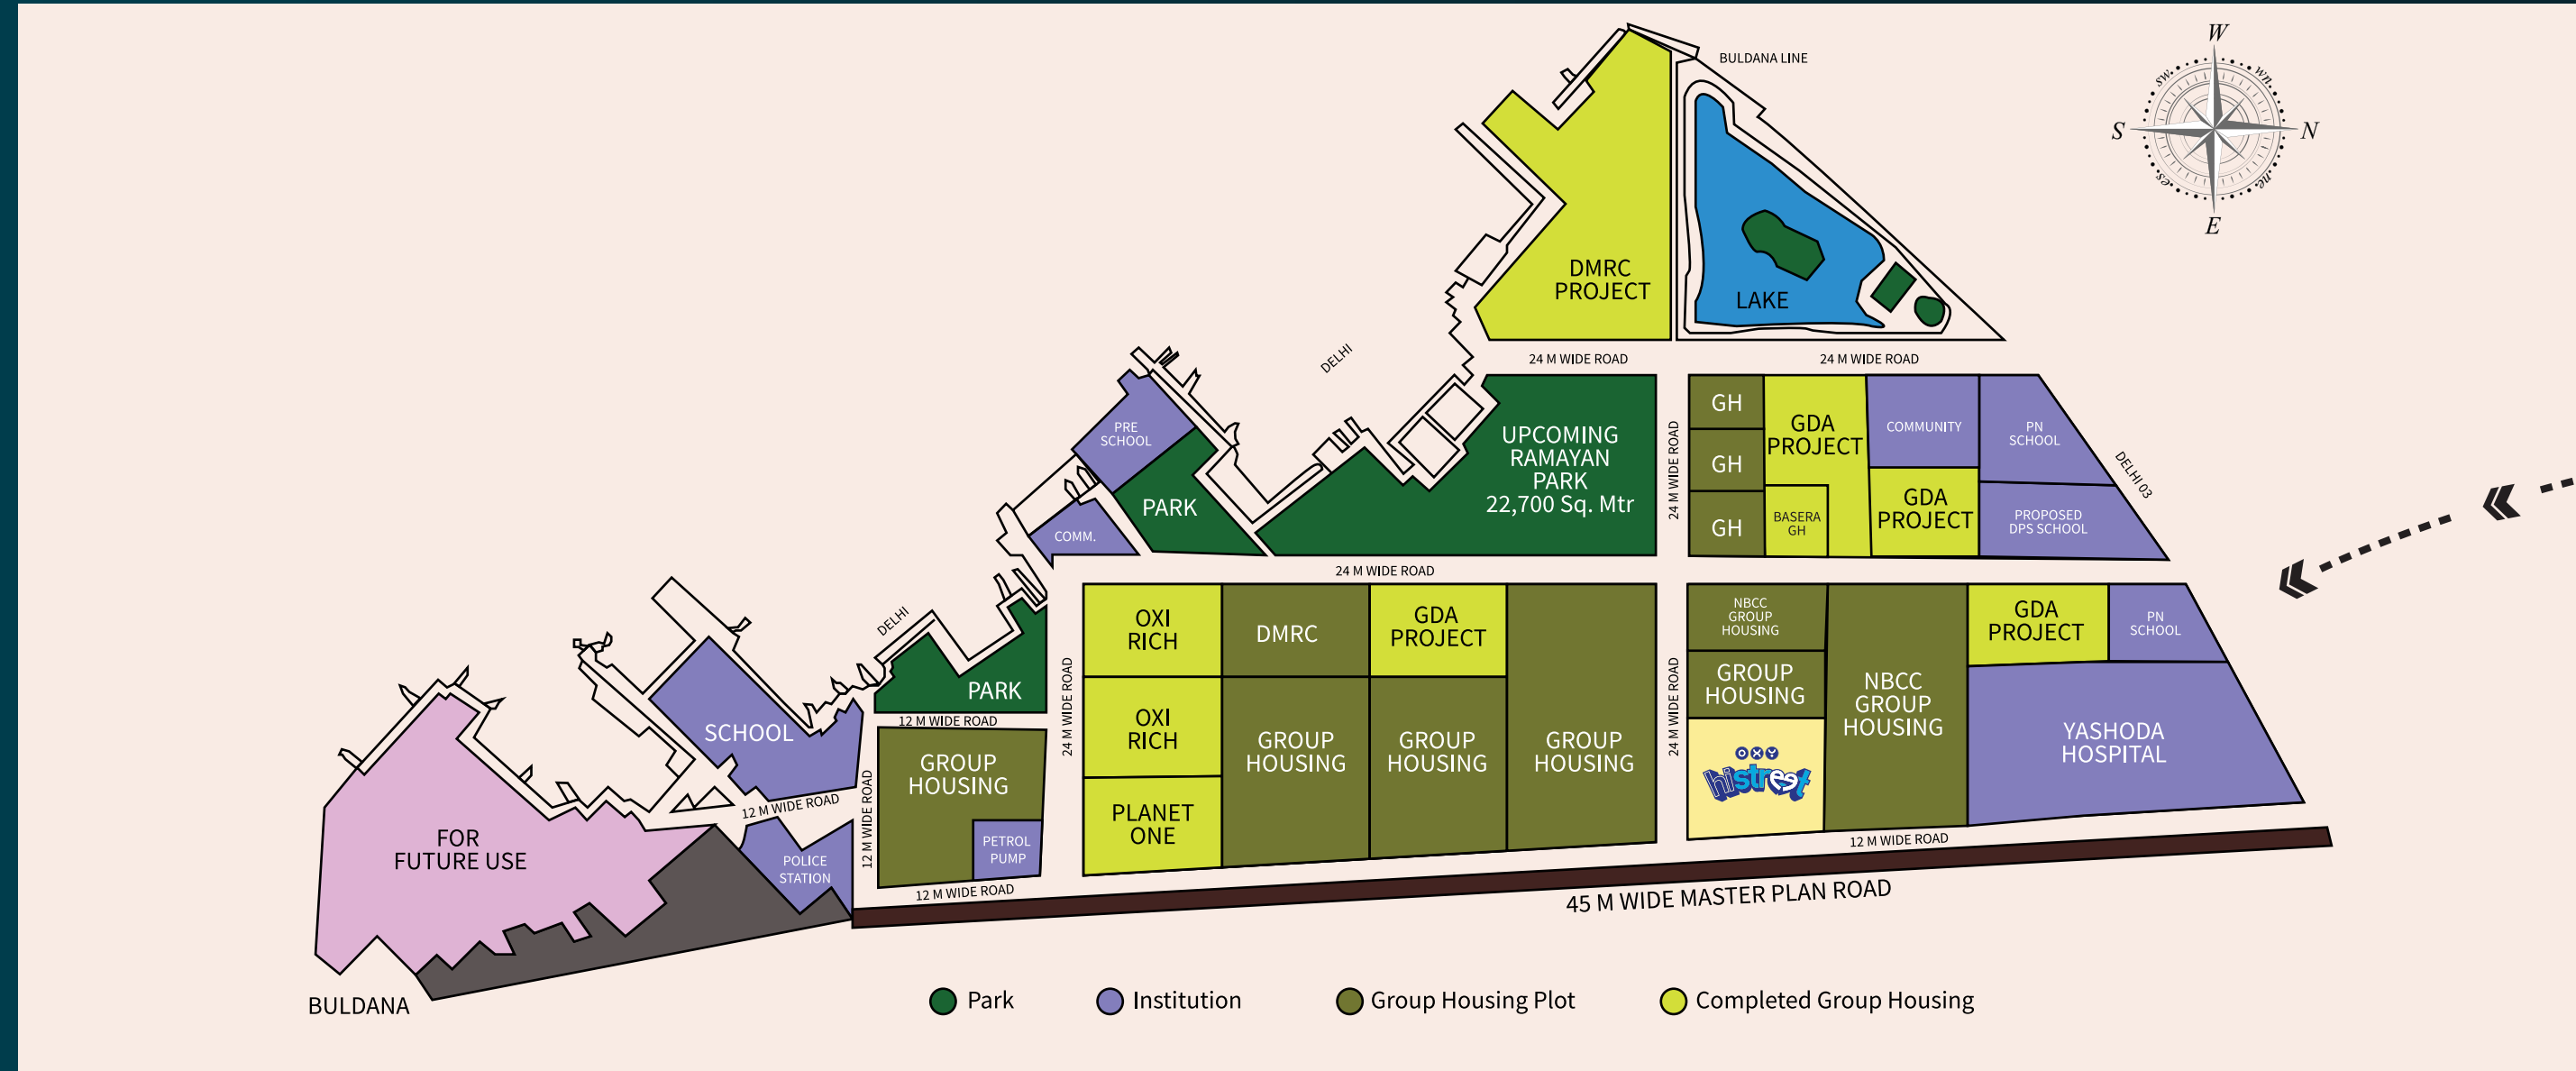 W
BULDANA LINE
sw.
wn.
S
N
es.
ne.
E
DMRC
PROJECT
LAKE
24 M WIDE ROAD
24 M WIDE ROAD
DELHI
PRE
SCHOOL
PARK
COMM.
UPCOMING
RAMAYAN
PARK
22,700 Sq. Mtr
24 M WIDE ROAD
GH
GH
GH
GDA
PROJECT
BASERA
GH
COMMUNITY
GDA
PROJECT
PN
SCHOOL
PROPOSED
DPS SCHOOL
DELHI 03
24 M WIDE ROAD
DELHI
PARK
12 M WIDE ROAD
24 M WIDE ROAD
OXI
RICH
DMRC
GDA
PROJECT
OXI
RICH
GROUP
HOUSING
GROUP
HOUSING
GROUP
HOUSING
PLANET
ONE
24 M WIDE ROAD
NBCC
GROUP
HOUSING
GROUP
HOUSING
OXY
histreet
NBCC
GROUP
HOUSING
GDA
PROJECT
PN
SCHOOL
YASHODA
HOSPITAL
12 M WIDE ROAD
SCHOOL
12 M WIDE ROAD
12 M WIDE ROAD
GROUP
HOUSING
PETROL
PUMP
POLICE
STATION
12 M WIDE ROAD
FOR
FUTURE USE
45 M WIDE MASTER PLAN ROAD
BULDANA
Park
Institution
Group Housing Plot
Completed Group Housing